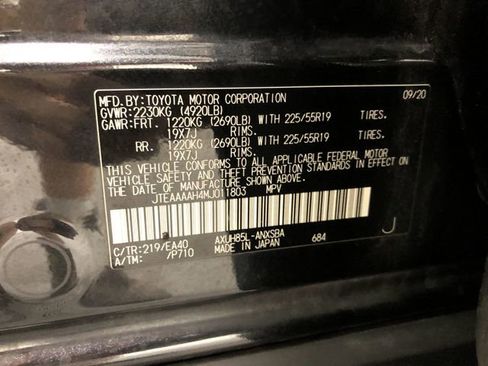 MFD. BY: TOYOTA MOTOR CORPORATION 09/20
GVWR: 2230KG (4920LB)
GAWR: FRT. 1220KG (2690LB) WITH 225/55R19 TIRES.
19X7J RIMS.
RR. 1220KG (2690LB) WITH 225/55R19 TIRES.
19X7J RIMS.
THIS VEHICLE CONFORMS TO ALL APPLICABLE FEDERAL MOTOR
VEHICLE SAFETY AND THEFT PREVENTION STANDARDS IN EFFECT
ON THE DATE OF MANUFACTURE SHOWN ABOVE.
JTEAAAAH4MJ011803 MPV
C/TR: 219/EA40 AXUH85L-ANXSBA 684 J
A/TM: /P710 MADE IN JAPAN